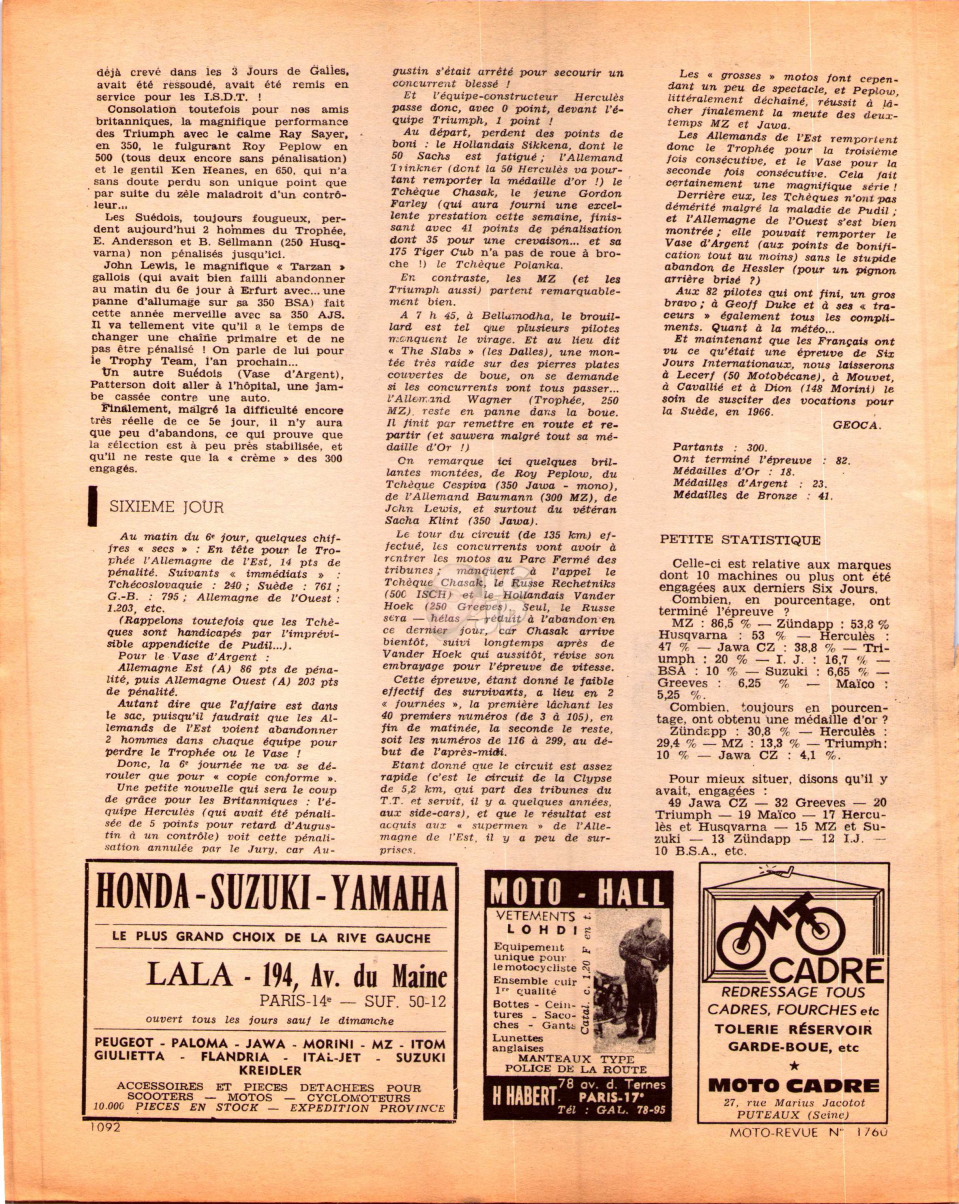 déjà crevé dans les 3 Jours de Galles,
avait été ressoudé, avait été remis en
service pour les I.S.D.T. !
Consolation toutefois pour nos amis
britanniques, la magnifique performance
des Triumph avec le calme Ray Sayer,
en 350, le fulgurant Roy Peplow en
500 (tous deux encore sans pénalisation)
et le gentil Ken Heanes, en 650, qui n'a
sans doute perdu son unique point que
par suite du zèle maladroit d'un contrô-
leur...
Les Suédois, toujours fougueux, per-
dent aujourd'hui 2 hommes du Trophée,
E. Andersson et B. Sellmann (250 Husq-
varna) non pénalisés jusqu'ici.
John Lewis, le magnifique « Tarzan »
gallois (qui avait bien failli abandonner
au matin du 6e jour à Erfurt avec... une
panne d'allumage sur sa 350 BSA) fait
cette année merveille avec sa 350 AJS.
Il va tellement vite qu'il a le temps de
changer une chaîne primaire et de ne
pas être pénalisé ! On parle de lui pour
le Trophy Team, l'an prochain...
Un autre Suédois (Vase d'Argent),
Patterson doit aller à l'hôpital, une jam-
be cassée contre une auto.
Finalement, malgré la difficulté encore
très réelle de ce 5e jour, il n'y aura
que peu d'abandons, ce qui prouve que
la sélection est à peu près stabilisée, et
qu'il ne reste que la « crème » des 300
engagés.
SIXIEME JOUR
Au matin du 6e jour, quelques chif-
fres « secs » : En tête pour le Tro-
phée l'Allemagne de l'Est, 14 pts de
pénalité. Suivants « immédiats » :
Tchécoslovaquie : 240 ; Suède : 761 ;
G.-B. : 795 ; Allemagne de l'Ouest :
1.203, etc.
(Rappelons toutefois que les Tchè-
ques sont handicapés par l'imprévi-
sible appendicite de Pudil...).
Pour le Vase d'Argent :
Allemagne Est (A) 86 pts de péna-
lité, puis Allemagne Ouest (A) 203 pts
de pénalité.
Autant dire que l'affaire est dans
le sac, puisqu'il faudrait que les Al-
lemands de l'Est voient abandonner
2 hommes dans chaque équipe pour
perdre le Trophée ou le Vase !
Donc, la 6e journée ne va se dé-
rouler que pour « copie conforme ».
Une petite nouvelle qui sera le coup
de grâce pour les Britanniques : l'é-
quipe Herculès (qui avait été pénali-
sée de 5 points pour retard d'Augus-
tin à un contrôle) voit cette pénali-
sation annulée par le Jury, car Au-
gustin s'était arrêté pour secourir un
concurrent blessé !
Et l'équipe-constructeur Herculès
passe donc, avec 0 point, devant l'é-
quipe Triumph, 1 point !
Au départ, perdent des points de
boni : le Hollandais Sikkena, dont le
50 Sachs est fatigué ; l'Allemand
Trinkner (dont la 50 Herculès va pour-
tant remporter la médaille d'or !) le
Tchèque Chasak, le jeune Gordon
Farley (qui aura fourni une excel-
lente prestation cette semaine, finis-
sant avec 41 points de pénalisation
dont 35 pour une crevaison... et sa
175 Tiger Cub n'a pas de roue à bro-
che !) le Tchèque Polanka.
En contraste, les MZ (et les
Triumph aussi) partent remarquable-
ment bien.
A 7 h 45, à Bellamodha, le brouil-
lard est tel que plusieurs pilotes
manquent le virage. Et au lieu dit
« The Slabs » (les Dalles), une mon-
tée très raide sur des pierres plates
couvertes de boue, on se demande
si les concurrents vont tous passer...
l'Allemand Wagner (Trophée, 250
MZ) reste en panne dans la boue.
Il finit par remettre en route et re-
partir (et sauvera malgré tout sa mé-
daille d'Or !)
On remarque ici quelques bril-
lantes montées, de Roy Peplow, du
Tchèque Cespiva (350 Jawa - mono),
de l'Allemand Baumann (300 MZ), de
John Lewis, et surtout du vétéran
Sacha Klint (350 Jawa).
Le tour du circuit (de 135 km) ef-
fectué, les concurrents vont avoir à
rentrer les motos au Parc Fermé des
tribunes ; manquent à l'appel le
Tchèque Chasak, le Russe Rechetniks
(500 ISCH) et le Hollandais Vander
Hoek (250 Greeves). Seul, le Russe
sera — hélas — réduit à l'abandon en
ce dernier jour, car Chasak arrive
bientôt, suivi longtemps après de
Vander Hoek qui aussitôt, révise son
embrayage pour l'épreuve de vitesse.
Cette épreuve, étant donné le faible
effectif des survivants, a lieu en 2
« journées », la première lâchant les
40 premiers numéros (de 3 à 105), en
fin de matinée, la seconde le reste,
soit les numéros de 116 à 299, au dé-
but de l'après-midi.
Etant donné que le circuit est assez
rapide (c'est le circuit de la Clypse
de 5,2 km, qui part des tribunes du
T.T. et servit, il y a quelques années,
aux side-cars), et que le résultat est
acquis aux « supermen » de l'Alle-
magne de l'Est, il y a peu de sur-
prises.
Les « grosses » motos font cepen-
dant un peu de spectacle, et Peplow,
littéralement déchaîné, réussit à lâ-
cher finalement la meute des deux-
temps MZ et Jawa.
Les Allemands de l'Est remportent
donc le Trophée pour la troisième
fois consécutive, et le Vase pour la
seconde fois consécutive. Cela fait
certainement une magnifique série !
Derrière eux, les Tchèques n'ont pas
démérité malgré la maladie de Pudil ;
et l'Allemagne de l'Ouest s'est bien
montrée ; elle pouvait remporter le
Vase d'Argent (aux points de bonifi-
cation tout au moins) sans le stupide
abandon de Hessler (pour un pignon
arrière brisé ?)
Aux 82 pilotes qui ont fini, un gros
bravo ; à Geoff Duke et à ses « tra-
ceurs » également tous les compli-
ments. Quant à la météo...
Et maintenant que les Français ont
vu ce qu'était une épreuve de Six
Jours Internationaux, nous laisserons
à Lecerf (50 Motobécane), à Mouvet,
à Cavallié et à Dion (148 Morini) le
soin de susciter des vocations pour
la Suède, en 1966.
GEOCA.
Partants : 300.
Ont terminé l'épreuve : 82.
Médailles d'Or : 18.
Médailles d'Argent : 23.
Médailles de Bronze : 41.
PETITE STATISTIQUE
Celle-ci est relative aux marques
dont 10 machines ou plus ont été
engagées aux derniers Six Jours.
Combien, en pourcentage, ont
terminé l'épreuve ?
MZ : 86,5 % — Zündapp : 53,8 %
Husqvarna : 53 % — Herculès :
47 % — Jawa CZ : 38,8 % — Tri-
umph : 20 % — I. J. : 16,7 % —
BSA : 10 % — Suzuki : 6,65 % —
Greeves : 6,25 % — Maïco :
5,25 %.
Combien, toujours en pourcen-
tage, ont obtenu une médaille d'or ?
Zündapp : 30,8 % — Herculès :
29,4 % — MZ : 13,3 % — Triumph :
10 % — Jawa CZ : 4,1 %.
Pour mieux situer, disons qu'il y
avait, engagées :
49 Jawa CZ — 32 Greeves — 20
Triumph — 19 Maïco — 17 Hercu-
lès et Husqvarna — 15 MZ et Su-
zuki — 13 Zündapp — 12 I.J. —
10 B.S.A., etc.
HONDA - SUZUKI - YAMAHA
LE PLUS GRAND CHOIX DE LA RIVE GAUCHE
LALA - 194, Av. du Maine
PARIS-14e — SUF. 50-12
ouvert tous les jours sauf le dimanche
PEUGEOT - PALOMA - JAWA - MORINI - MZ - ITOM
GIULIETTA - FLANDRIA - ITAL-JET - SUZUKI
KREIDLER
ACCESSOIRES ET PIECES DETACHEES POUR
SCOOTERS — MOTOS — CYCLOMOTEURS
10.000 PIECES EN STOCK — EXPEDITION PROVINCE
MOTO - HALL
VETEMENTS
LOHDI
Equipement
unique pour
le motocycliste
Ensemble cuir
1re qualité
Bottes - Cein-
tures - Saco-
ches - Gants
Lunettes
anglaises
Catal. c. 1.20 F en t.
MANTEAUX TYPE
POLICE DE LA ROUTE
H HABERT. 78 av. d. Ternes
PARIS-17e
Tél : GAL. 78-95
MTO
CADRE
REDRESSAGE TOUS
CADRES, FOURCHES etc
TOLERIE RÉSERVOIR
GARDE-BOUE, etc
MOTO CADRE
27, rue Marius Jacotot
PUTEAUX (Seine)
1092
MOTO-REVUE N° 1760